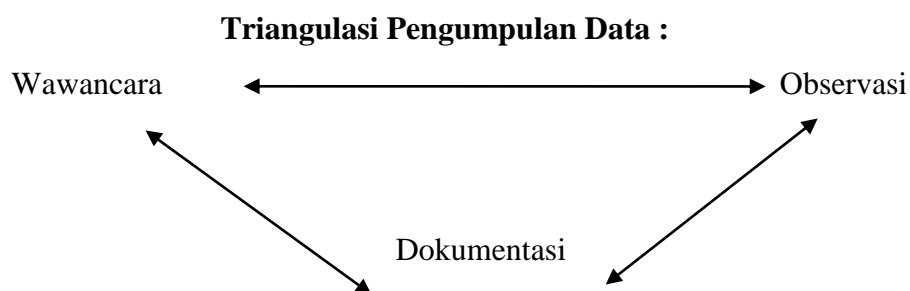 Triangulasi Pengumpulan Data :
Wawancara Observasi
Dokumentasi